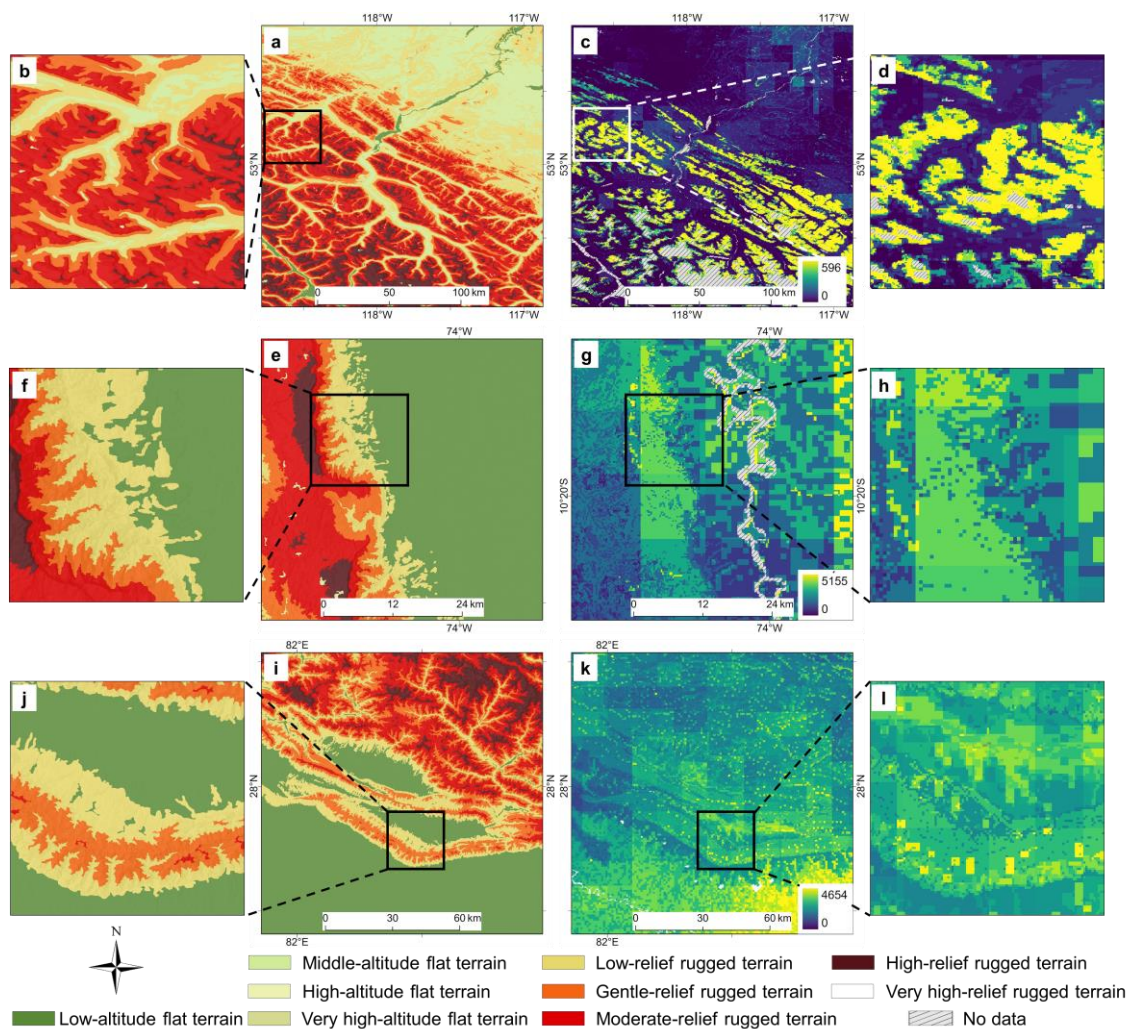 118°W 117°W 118°W 117°W
b a c d
53°N 53°N
596
0
0 50 100 km 0 50 100 km
118°W 117°W 118°W 117°W
74°W 74°W
f e g h
10°20'S 10°20'S
5155
0
0 12 24 km 0 12 24 km
74°W 74°W
82°E 82°E
j i k l
28°N 28°N
4654
0
0 30 60 km 0 30 60 km
82°E 82°E
N
Middle-altitude flat terrain Low-relief rugged terrain High-relief rugged terrain
High-altitude flat terrain Gentle-relief rugged terrain Very high-relief rugged terrain
Low-altitude flat terrain Very high-altitude flat terrain Moderate-relief rugged terrain No data